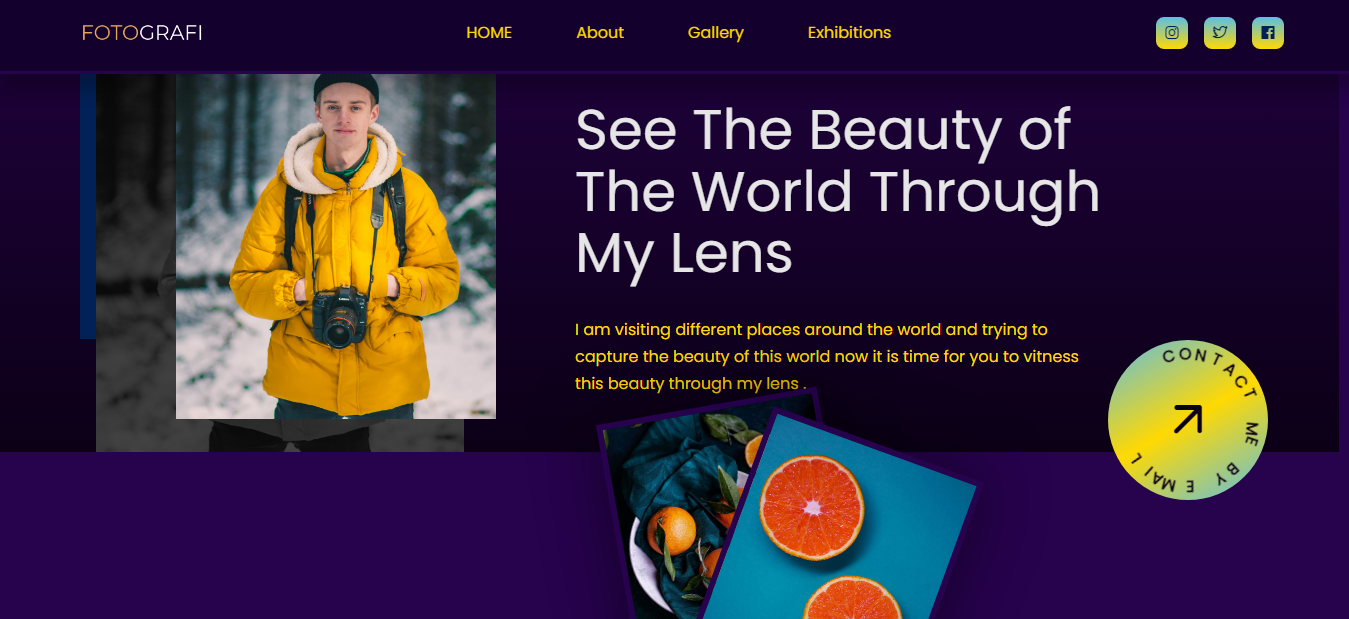 FOTOGRAFI
HOME
About
Gallery
Exhibitions
See The Beauty of
The World Through
My Lens
I am visiting different places around the world and trying to
capture the beauty of this world now it is time for you to vitness
this beauty through my lens .
CONTACT ME BY EMAIL